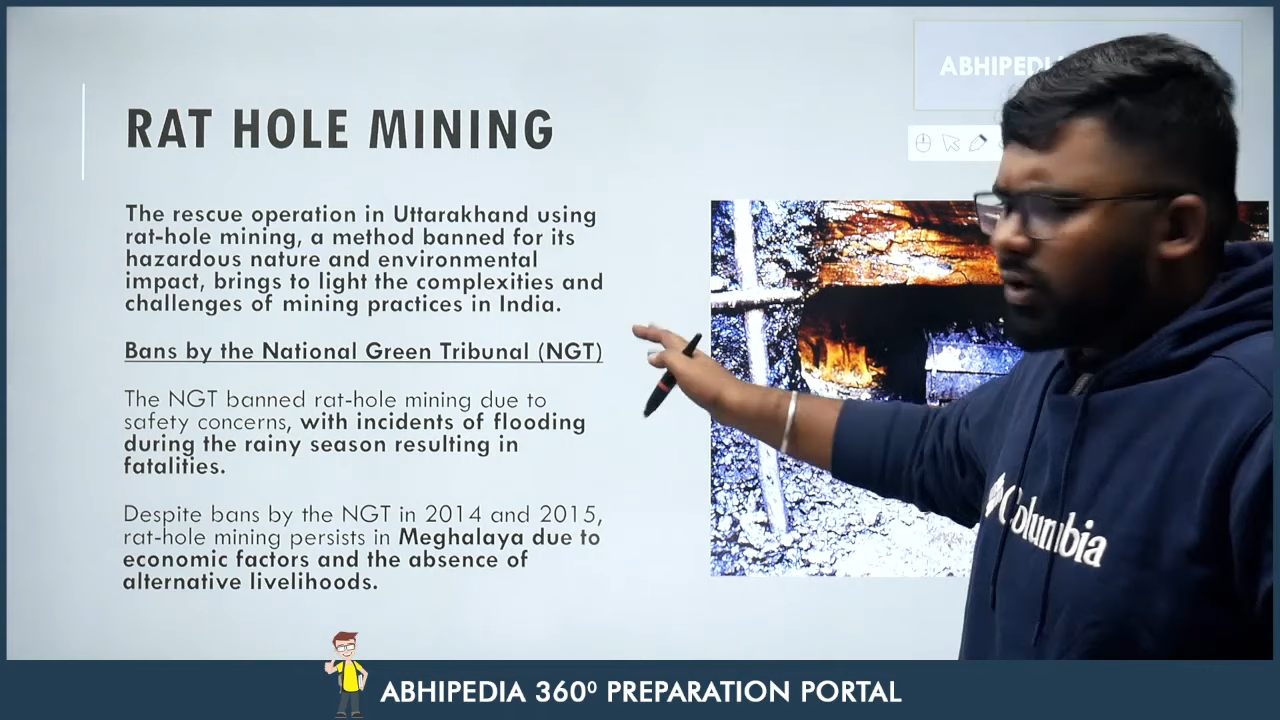 ABHIPEDIA
RAT HOLE MINING
The rescue operation in Uttarakhand using
rat-hole mining, a method banned for its
hazardous nature and environmental
impact, brings to light the complexities and
challenges of mining practices in India.
Bans by the National Green Tribunal (NGT)
The NGT banned rat-hole mining due to
safety concerns, with incidents of flooding
during the rainy season resulting in
fatalities.
Despite bans by the NGT in 2014 and 2015,
rat-hole mining persists in Meghalaya due to
economic factors and the absence of
alternative livelihoods.
Columbia
ABHIPEDIA 360⁰ PREPARATION PORTAL